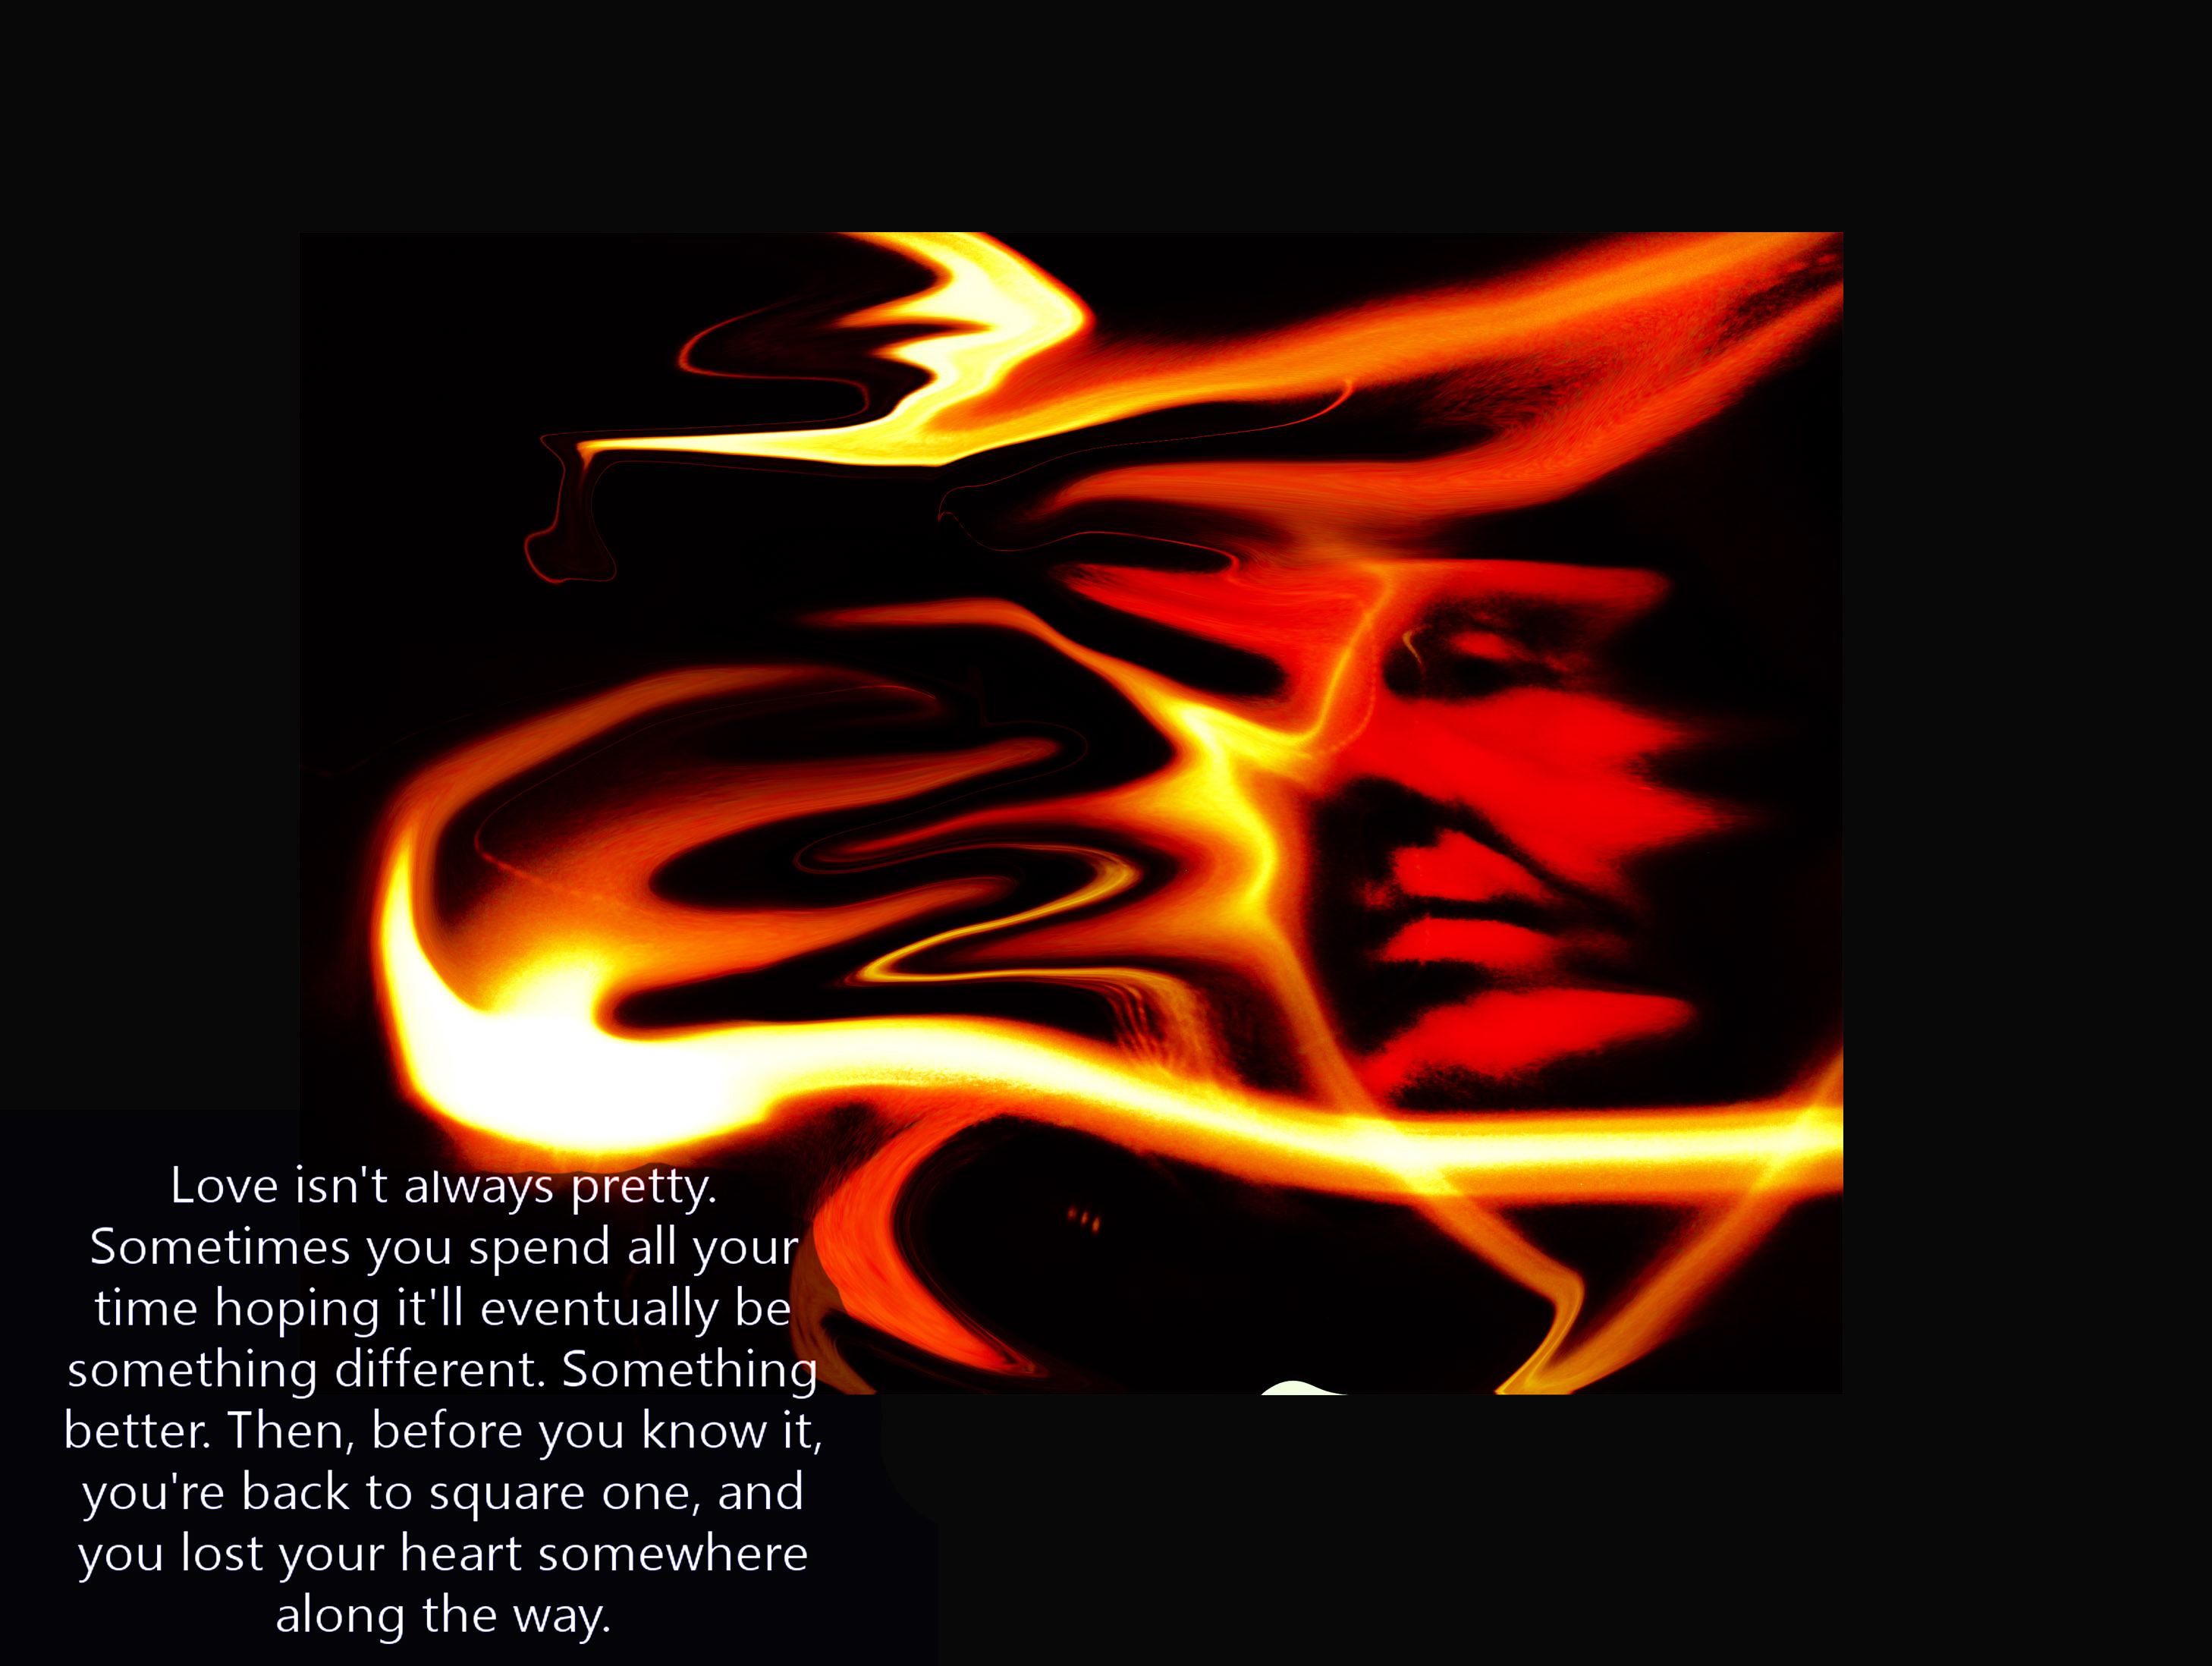 Love isn't always pretty.
Sometimes you spend all your
time hoping it'll eventually be
something different. Something
better. Then, before you know it,
you're back to square one, and
you lost your heart somewhere
along the way.